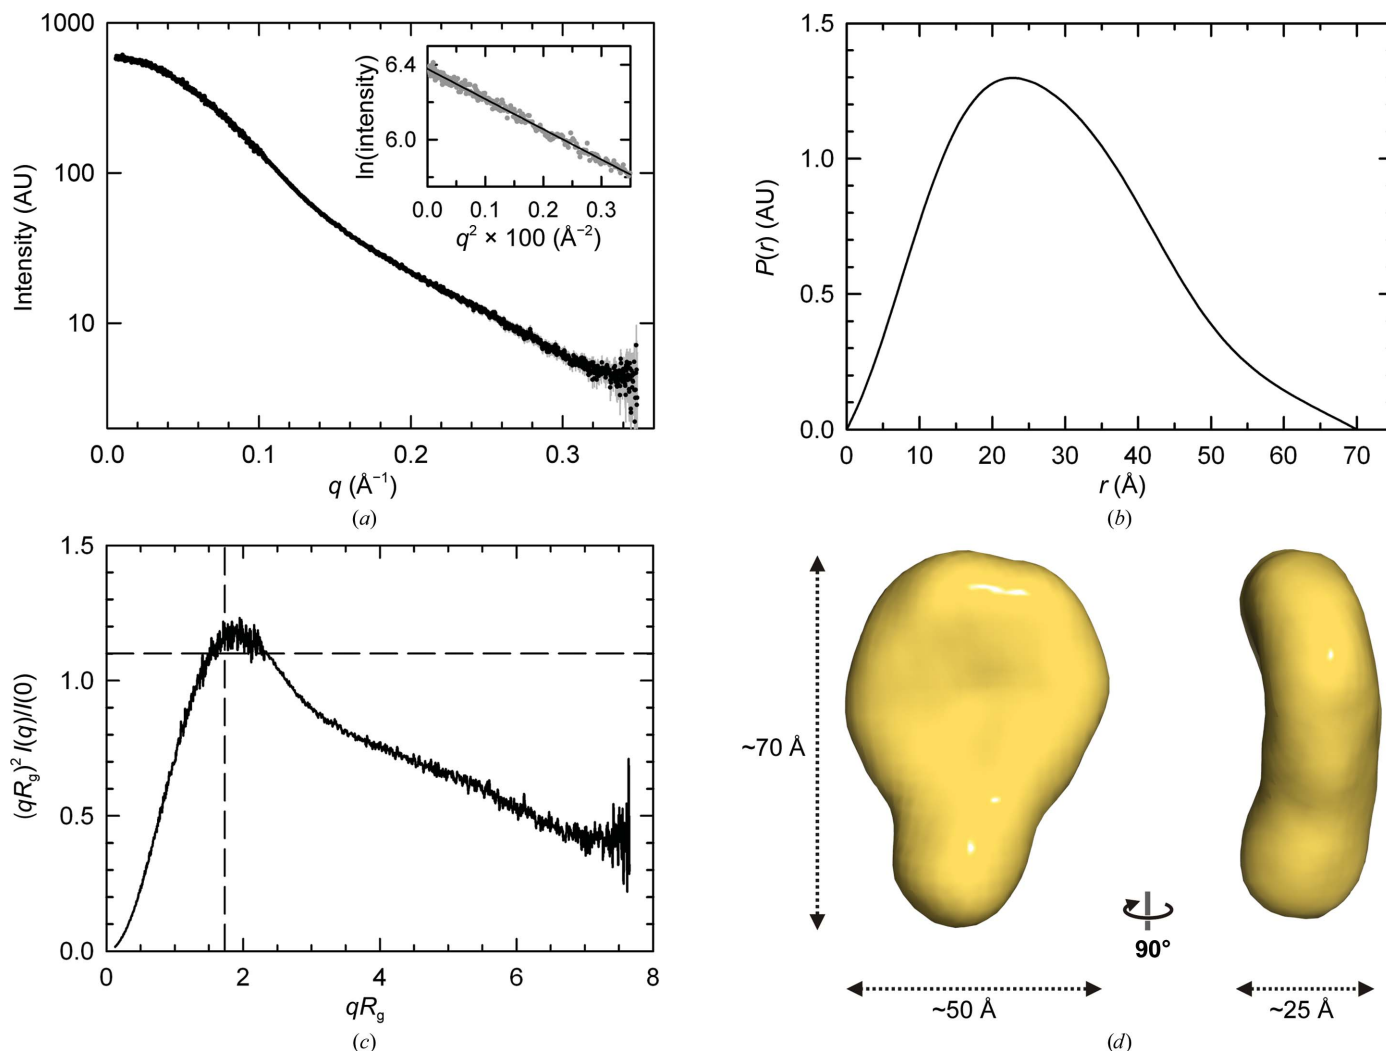 1000
100
10
Intensity (AU)
0.0 0.1 0.2 0.3
q (Å⁻¹)
(a)
6.4
6.0
ln(intensity)
0.0 0.1 0.2 0.3
q² × 100 (Å⁻²)
1.5
1.0
0.5
0.0
P(r) (AU)
0 10 20 30 40 50 60 70
r (Å)
(b)
1.5
1.0
0.5
0.0
(qRg)² I(q)/I(0)
0 2 4 6 8
qRg
(c)
~70 Å
90°
~50 Å
~25 Å
(d)